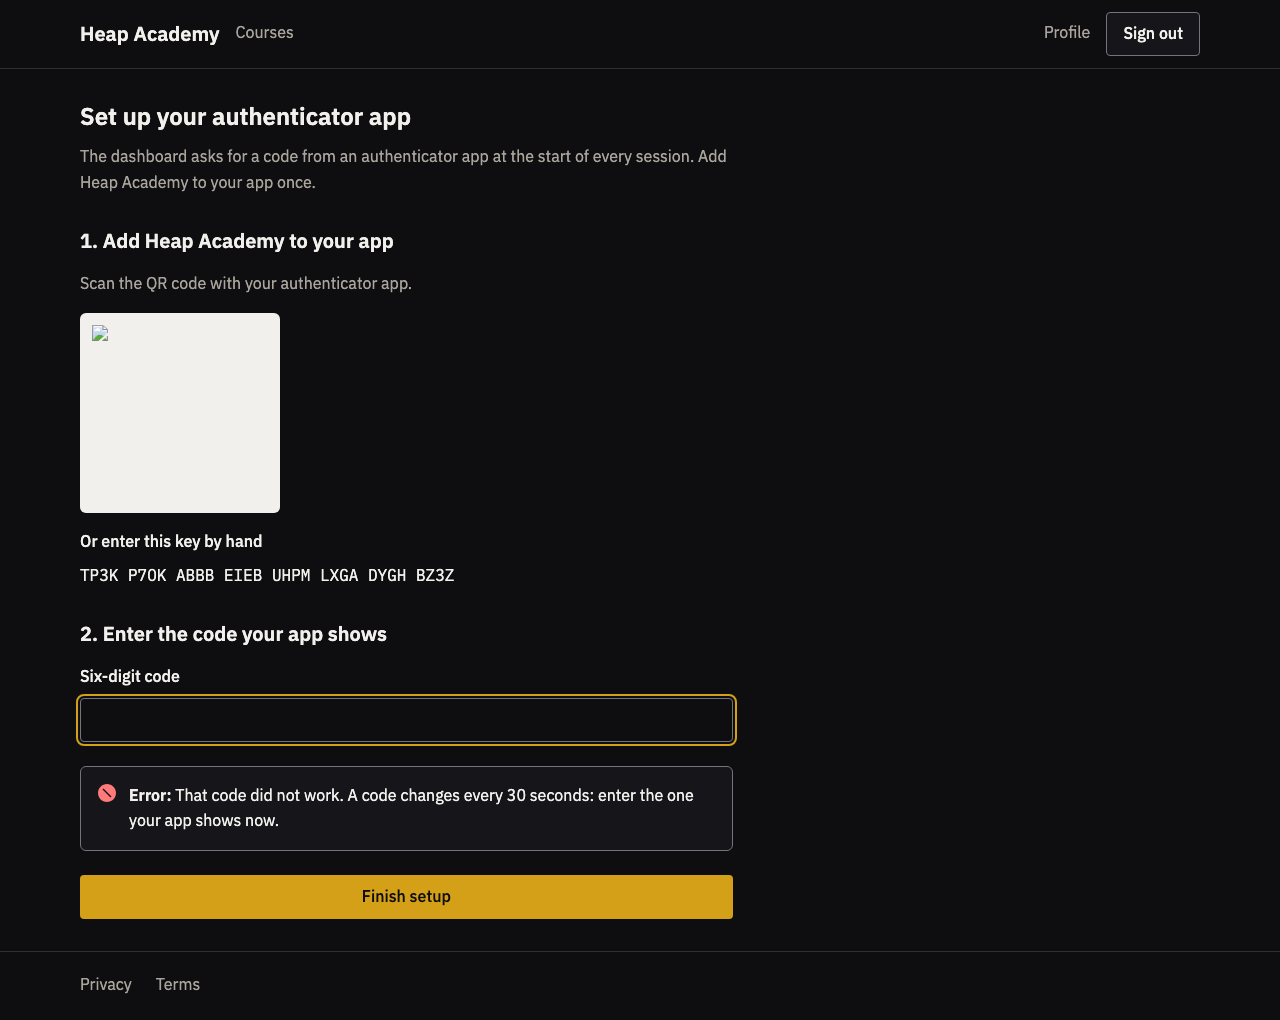 Heap Academy
Courses
Profile
Sign out
Set up your authenticator app
The dashboard asks for a code from an authenticator app at the start of every session. Add
Heap Academy to your app once.
1. Add Heap Academy to your app
Scan the QR code with your authenticator app.
Or enter this key by hand
TP3K P7OK ABBB EIEB UHPM LXGA DYGH BZ3Z
2. Enter the code your app shows
Six-digit code
Error: That code did not work. A code changes every 30 seconds: enter the one
your app shows now.
Finish setup
Privacy
Terms